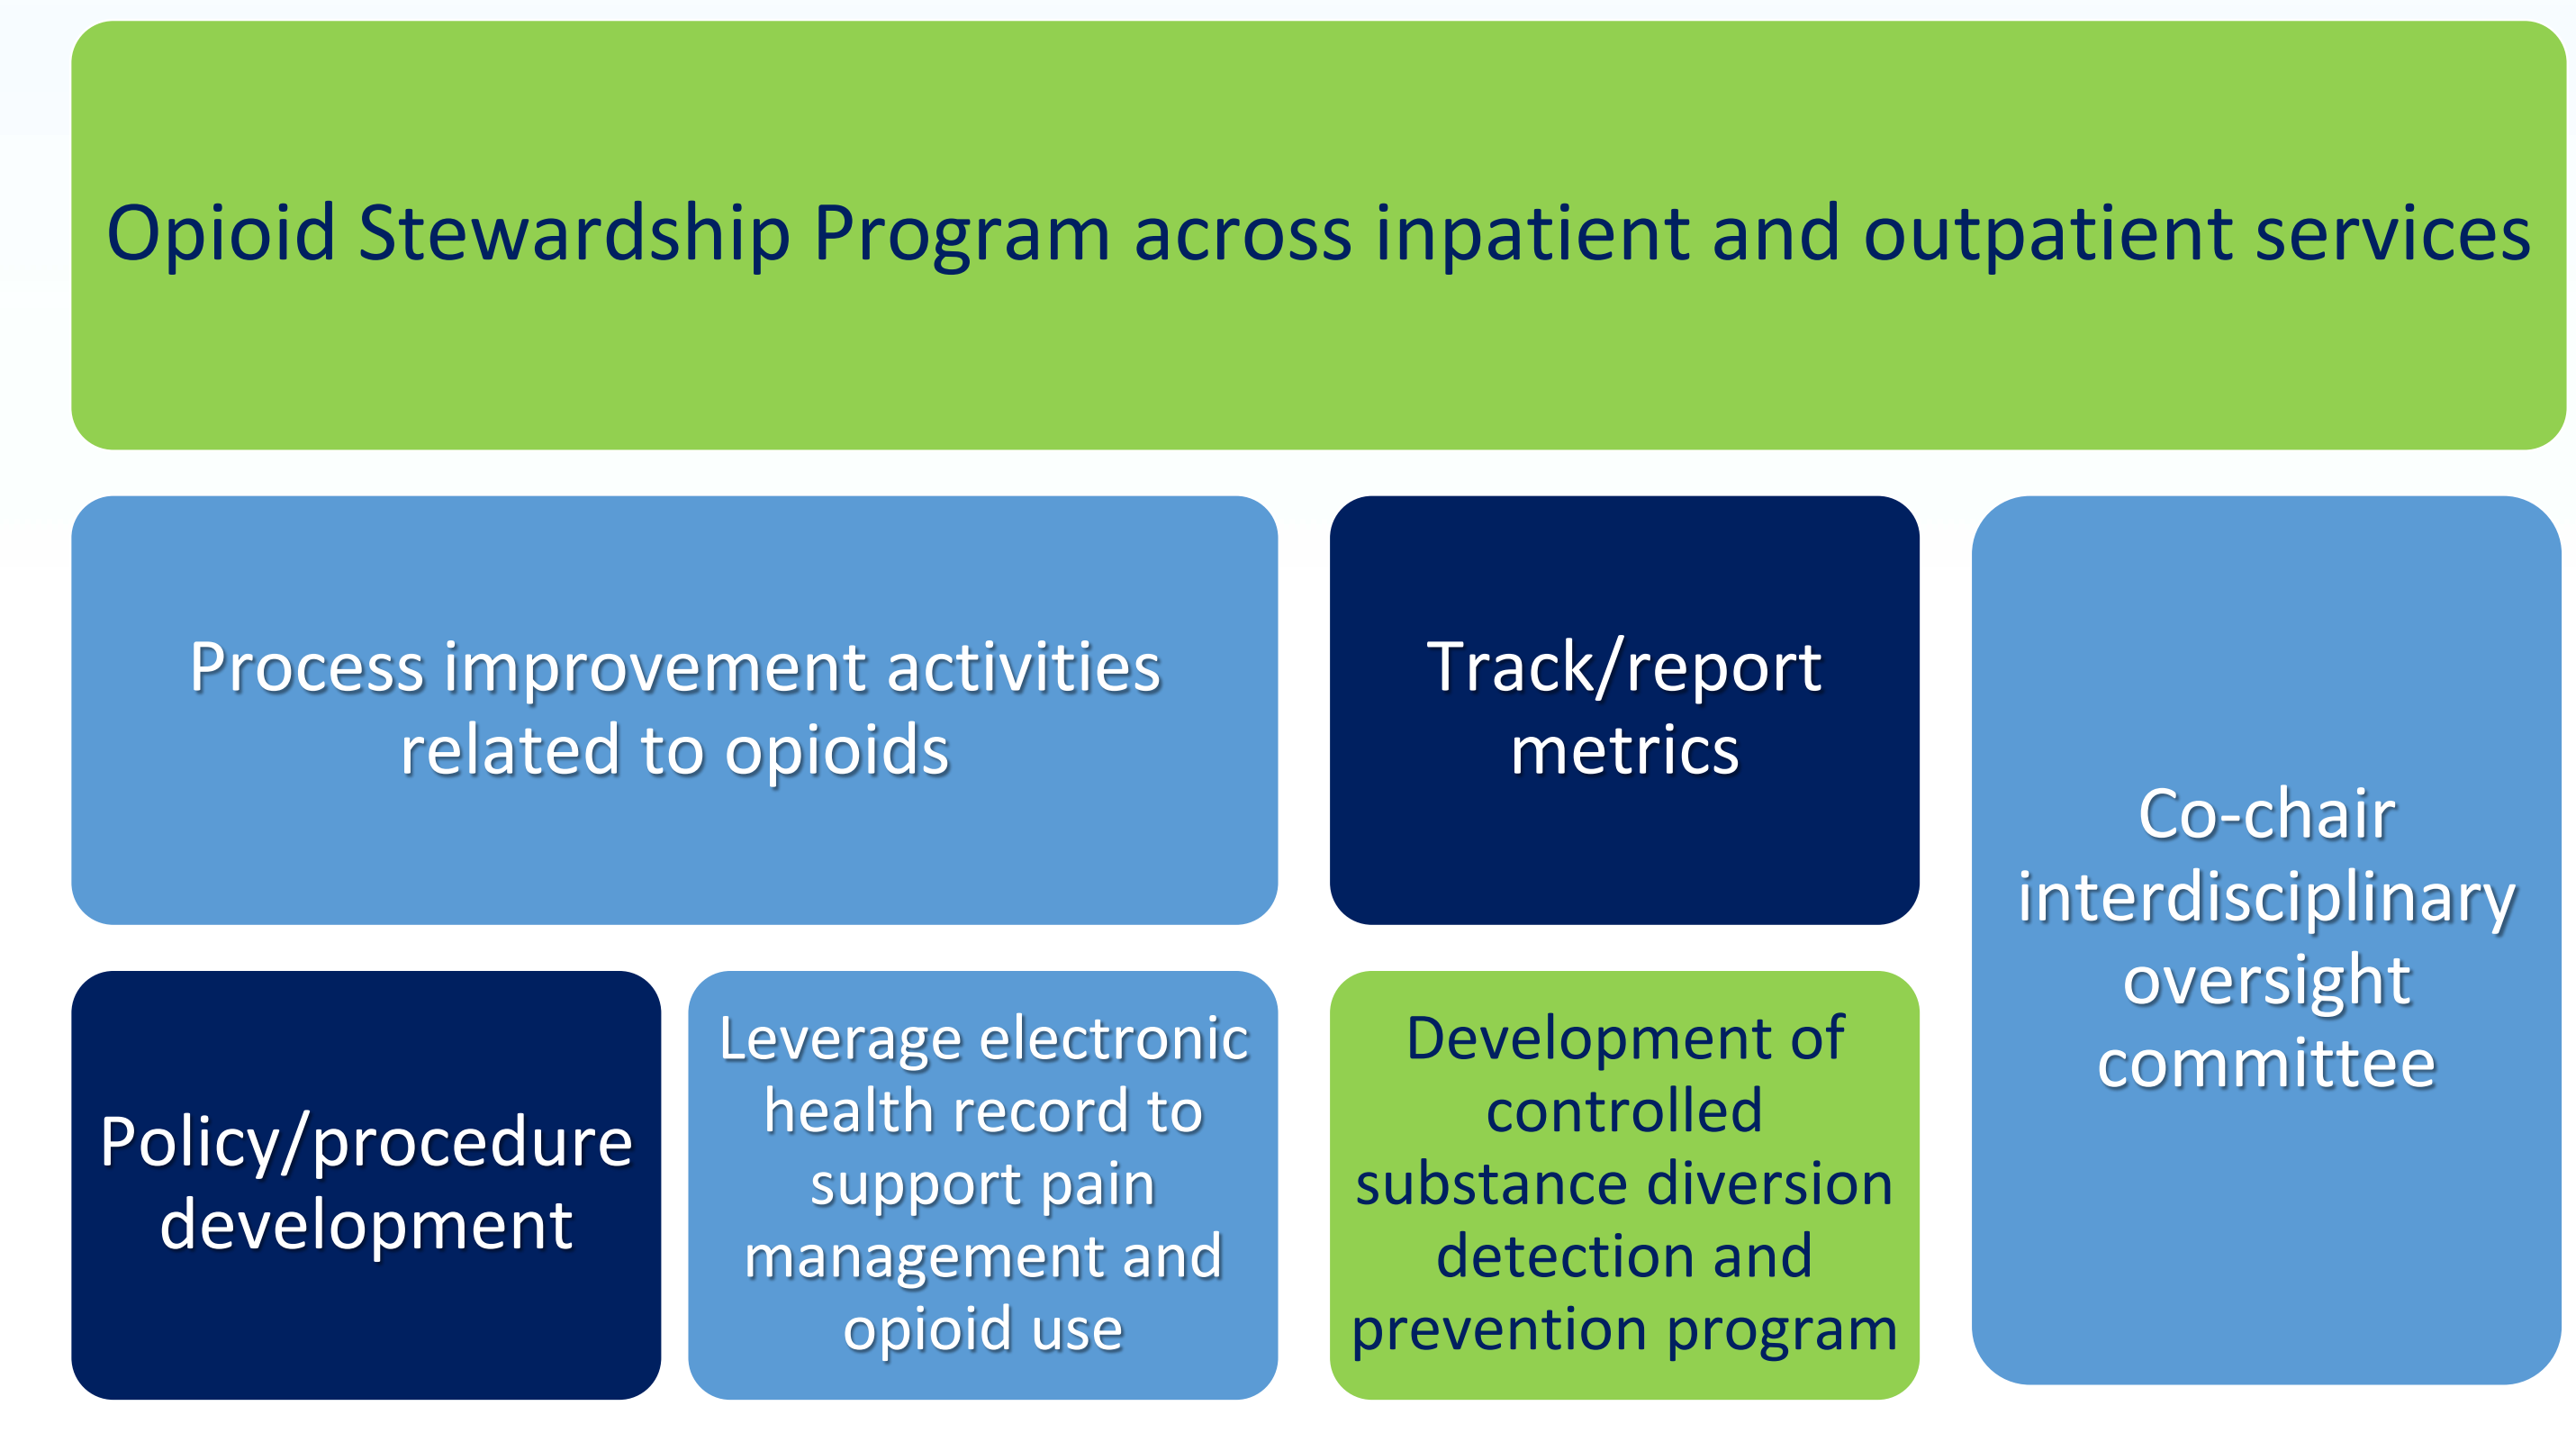 Opioid Stewardship Program across inpatient and outpatient services
Process improvement activities
related to opioids
Track/report
metrics
Co-chair
interdisciplinary
oversight
committee
Policy/procedure
development
Leverage electronic
health record to
support pain
management and
opioid use
Development of
controlled
substance diversion
detection and
prevention program